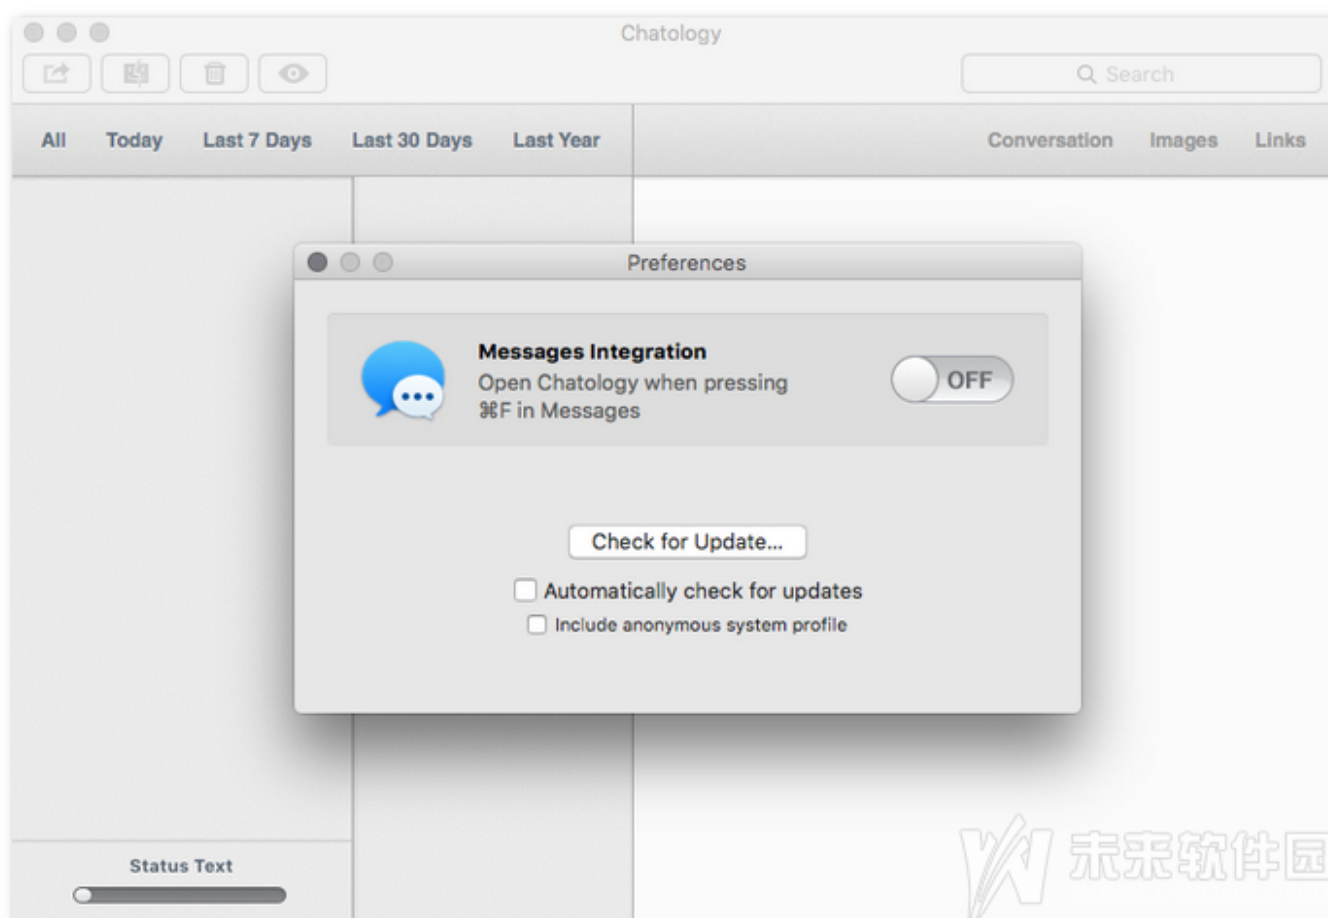 Chatology
Search
All Today Last 7 Days Last 30 Days Last Year Conversation Images Links
Preferences
Messages Integration
Open Chatology when pressing
⌘F in Messages
OFF
Check for Update...
Automatically check for updates
Include anonymous system profile
Status Text
未来软件园